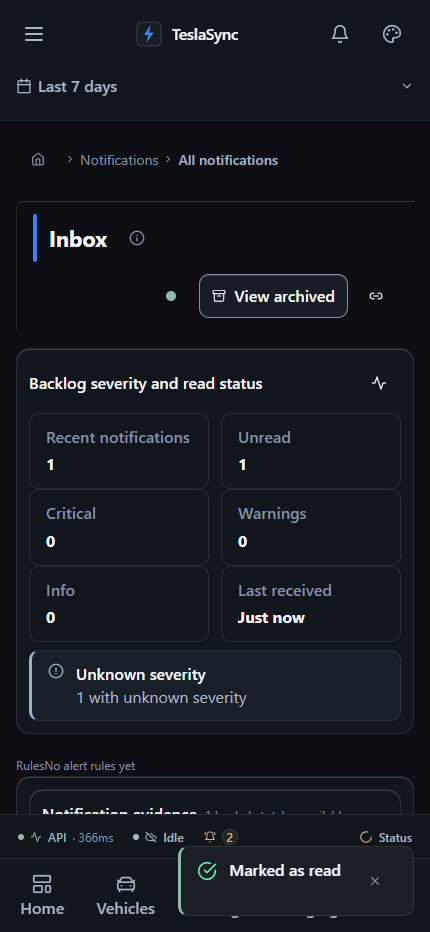 TeslaSync
Last 7 days
Notifications All notifications
Inbox
View archived
Backlog severity and read status
Recent notifications Unread
1 1
Critical Warnings
0 0
Info Last received
0 Just now
Unknown severity
1 with unknown severity
RulesNo alert rules yet
Notification evidence
API · 366ms Idle 2 Status
Marked as read
Home Vehicles